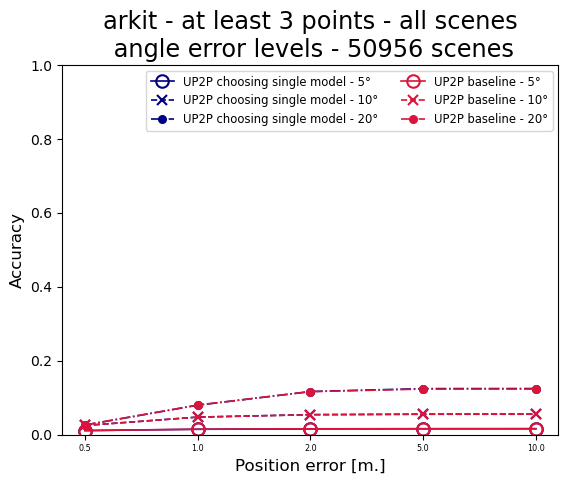 arkit - at least 3 points - all scenes
angle error levels - 50956 scenes
UP2P choosing single model - 5°
UP2P choosing single model - 10°
UP2P choosing single model - 20°
UP2P baseline - 5°
UP2P baseline - 10°
UP2P baseline - 20°
1.0
0.8
0.6
0.4
0.2
0.0
Accuracy
0.5 1.0 2.0 5.0 10.0
Position error [m.]